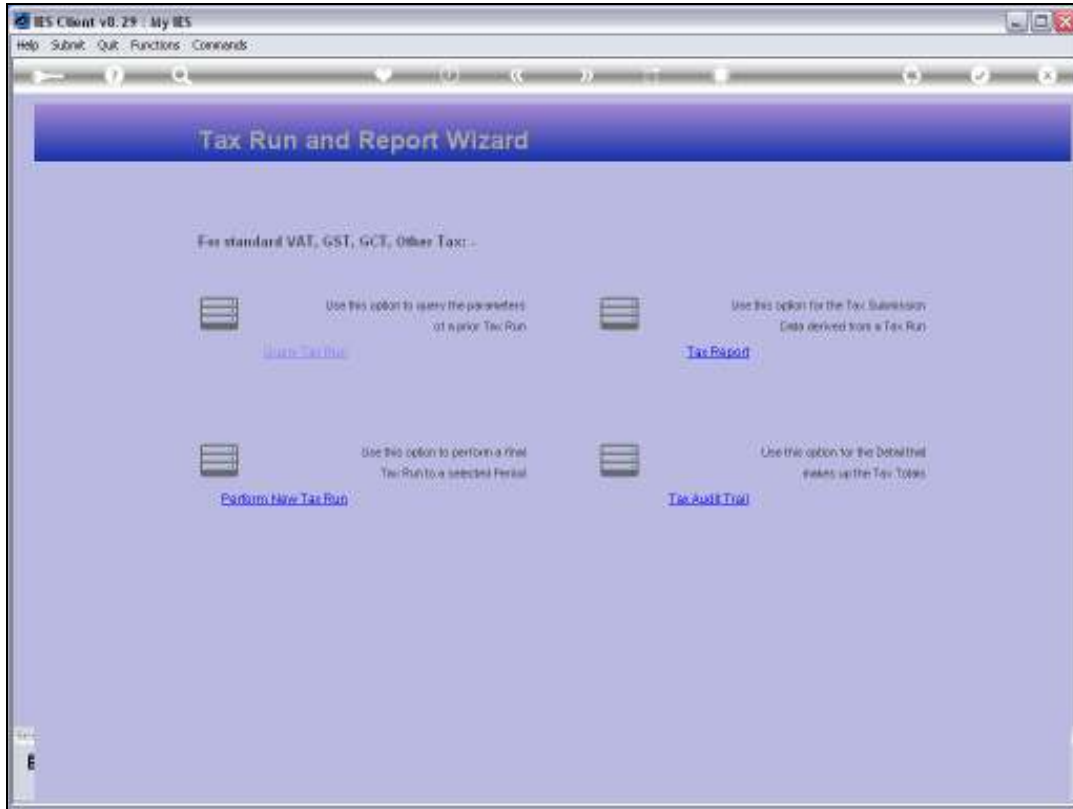 IES Client v8.29 : My IES
Help Submit Quit Functions Commands
Tax Run and Report Wizard
For standard VAT, GST, GCT, Other Tax: -
Use this option to query the parameters
of a prior Tax Run
Query Tax Run
Use this option for the Tax Submission
Data derived from a Tax Run
Tax Report
Use this option to perform a final
Tax Run to a selected Period
Perform New Tax Run
Use this option for the Detail that
makes up the Tax Totals
Tax Audit Trail